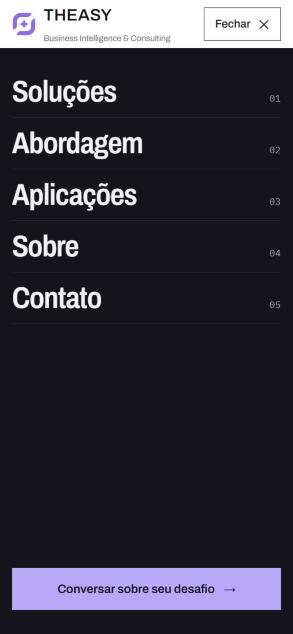 THEASY
Business Intelligence & Consulting
Fechar
Soluções 01
Abordagem 02
Aplicações 03
Sobre 04
Contato 05
Conversar sobre seu desafio →